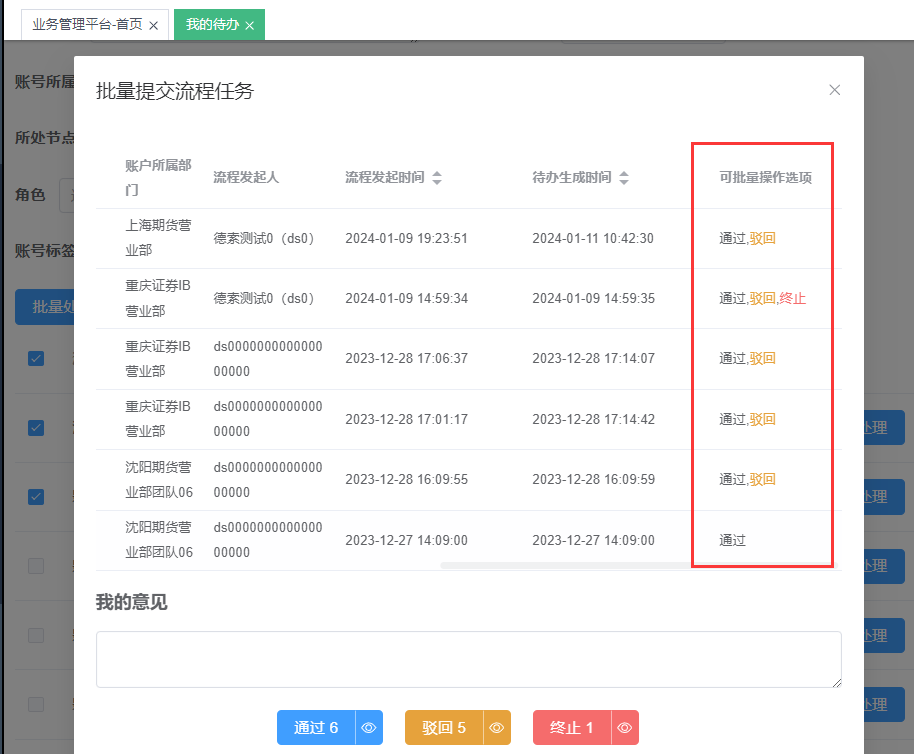 业务管理平台-首页 × 我的待办 ×
账号所属
批量提交流程任务
所处节点
账户所属部门 流程发起人 流程发起时间 待办生成时间 可批量操作选项
角色
上海期货营业部 德索测试0（ds0） 2024-01-09 19:23:51 2024-01-11 10:42:30 通过,驳回
账号标签
重庆证券IB营业部 德索测试0（ds0） 2024-01-09 14:59:34 2024-01-09 14:59:35 通过,驳回,终止
批量处
重庆证券IB营业部 ds000000000000000000 2023-12-28 17:06:37 2023-12-28 17:14:07 通过,驳回
重庆证券IB营业部 ds000000000000000000 2023-12-28 17:01:17 2023-12-28 17:14:42 通过,驳回
处理
沈阳期货营业部团队06 ds000000000000000000 2023-12-28 16:09:55 2023-12-28 16:09:59 通过,驳回
处理
沈阳期货营业部团队06 ds000000000000000000 2023-12-27 14:09:00 2023-12-27 14:09:00 通过
处理
我的意见
处理
处理
通过 6 驳回 5 终止 1